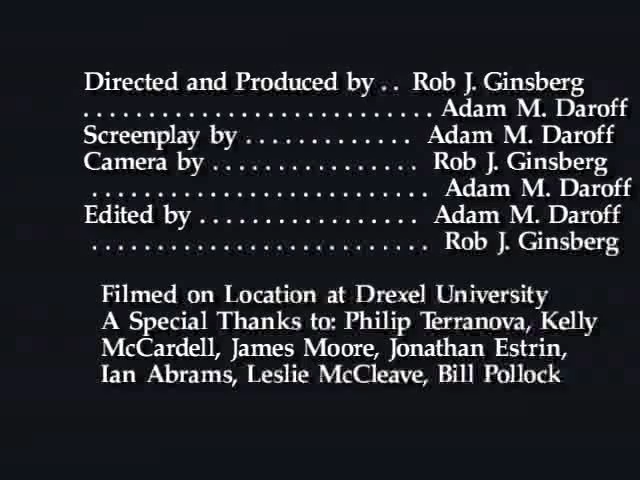 Directed and Produced by . . Rob J. Ginsberg
. . . . . . . . . . . . . . . . . . . . . . . . . . . Adam M. Daroff
Screenplay by . . . . . . . . . . . . . Adam M. Daroff
Camera by . . . . . . . . . . . . . . . . Rob J. Ginsberg
. . . . . . . . . . . . . . . . . . . . . . . . . . Adam M. Daroff
Edited by . . . . . . . . . . . . . . . . . Adam M. Daroff
. . . . . . . . . . . . . . . . . . . . . . . . . . Rob J. Ginsberg
Filmed on Location at Drexel University
A Special Thanks to: Philip Terranova, Kelly
McCardell, James Moore, Jonathan Estrin,
Ian Abrams, Leslie McCleave, Bill Pollock